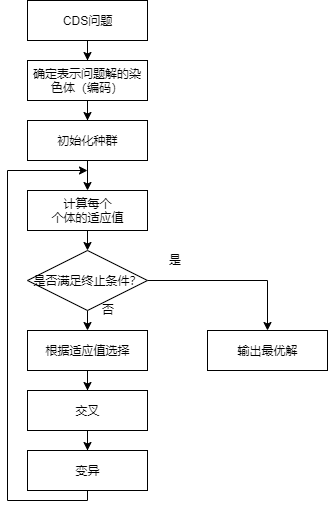 CDS问题
确定表示问题解的染
色体（编码）
初始化种群
计算每个
个体的适应值
是否满足终止条件?
是
否
根据适应值选择
输出最优解
交叉
变异